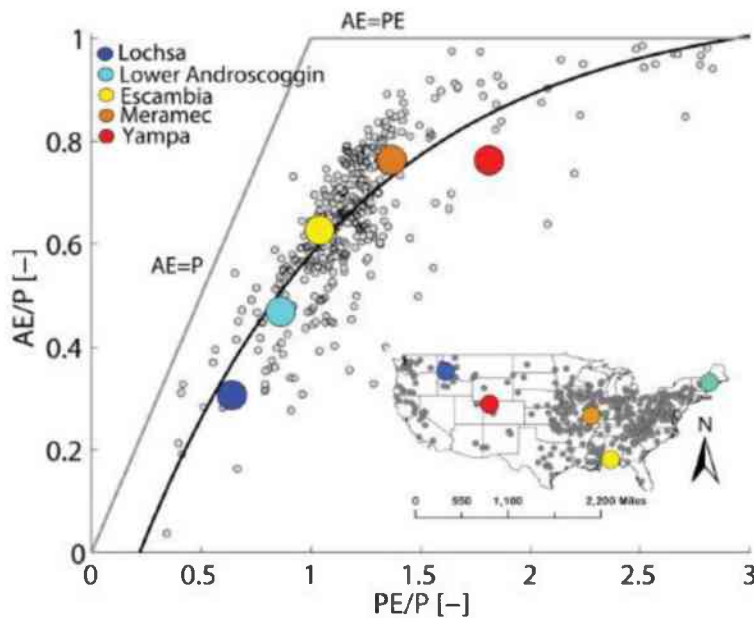 AE=PE
Lochsa
Lower Androscoggin
Escambia
Meramec
Yampa
AE=P
AE/P [-]
1
0.8
0.6
0.4
0.2
0
0
0.5
1
1.5
2
2.5
3
PE/P [-]
N
0 550 1,100 2,200 Miles